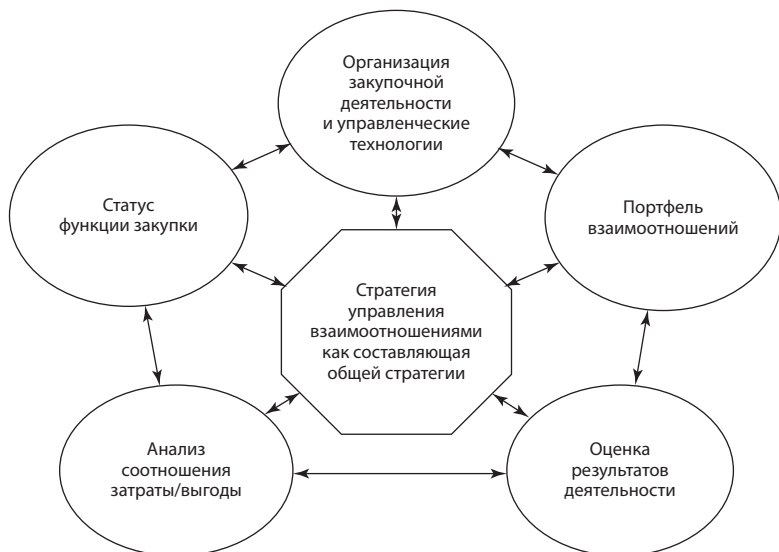 Организация
закупочной
деятельности
и управленческие
технологии
Статус
функции закупки
Портфель
взаимоотношений
Стратегия
управления
взаимоотношениями
как составляющая
общей стратегии
Анализ
соотношения
затраты/выгоды
Оценка
результатов
деятельности